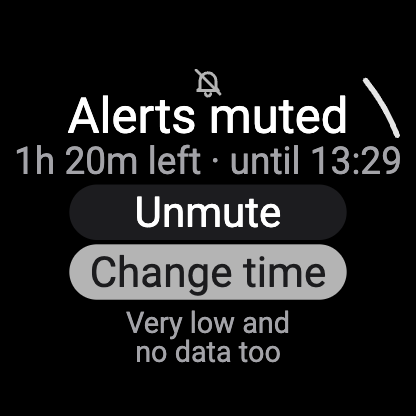 Alerts muted
1h 20m left · until 13:29
Unmute
Change time
Very low and
no data too